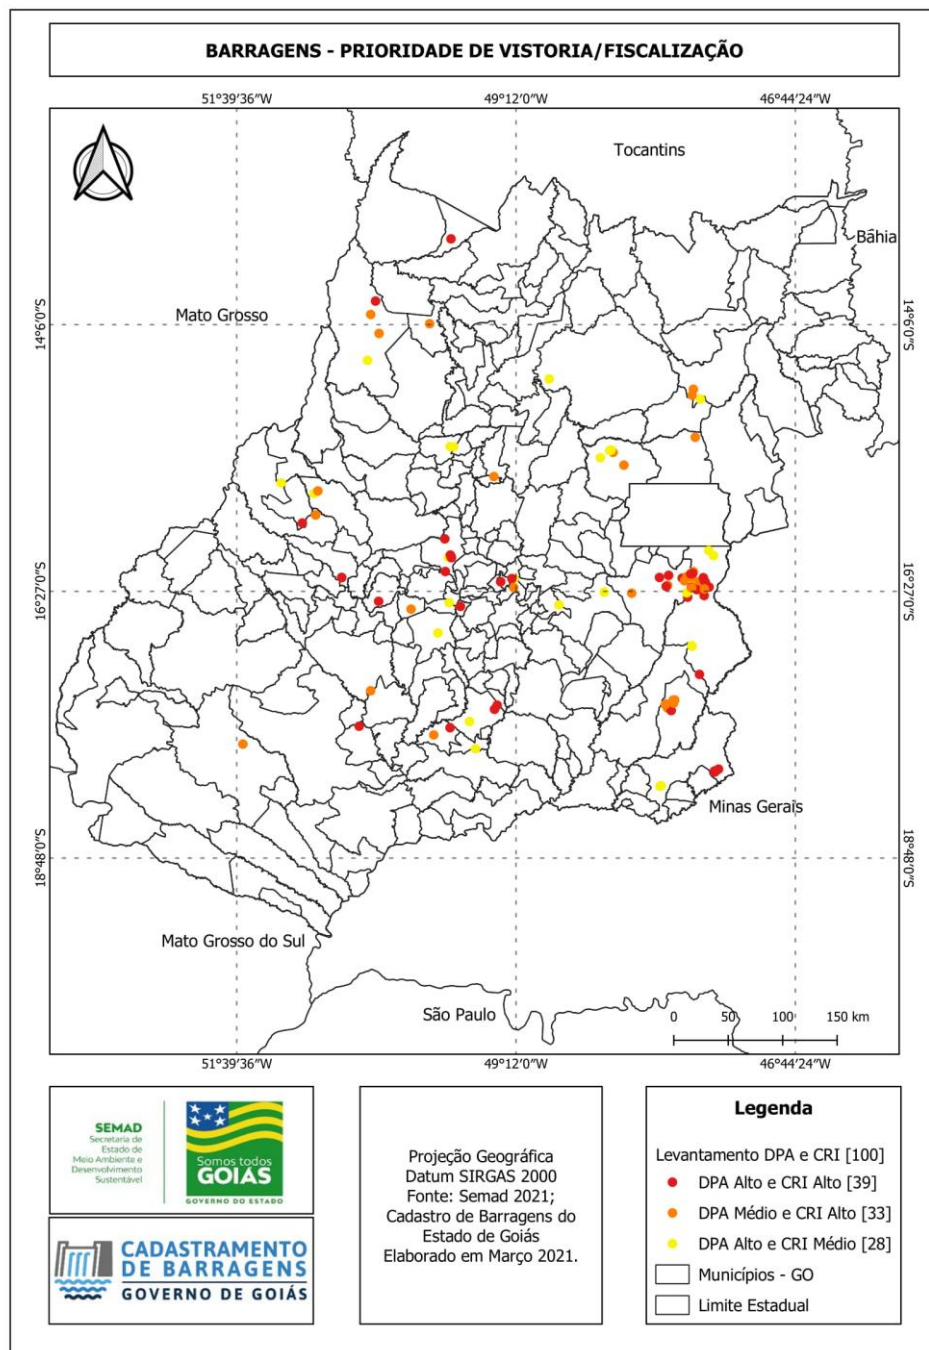 BARRAGENS - PRIORIDADE DE VISTORIA/FISCALIZAÇÃO
51°39′36″W
49°12′0″W
46°44′24″W
Tocantins
Bahia
Mato Grosso
14°6′0″S
14°6′0″S
16°27′0″S
16°27′0″S
Minas Gerais
18°48′0″S
18°48′0″S
Mato Grosso do Sul
São Paulo
0 50 100 150 km
51°39′36″W
49°12′0″W
46°44′24″W
SEMAD
Secretaria de
Estado de
Meio Ambiente e
Desenvolvimento
Sustentável
Somos todos
GOIÁS
GOVERNO DO ESTADO
CADASTRAMENTO
DE BARRAGENS
GOVERNO DE GOIÁS
Projeção Geográfica
Datum SIRGAS 2000
Fonte: Semad 2021;
Cadastro de Barragens do
Estado de Goiás
Elaborado em Março 2021.
Legenda
Levantamento DPA e CRI [100]
DPA Alto e CRI Alto [39]
DPA Médio e CRI Alto [33]
DPA Alto e CRI Médio [28]
Municípios - GO
Limite Estadual